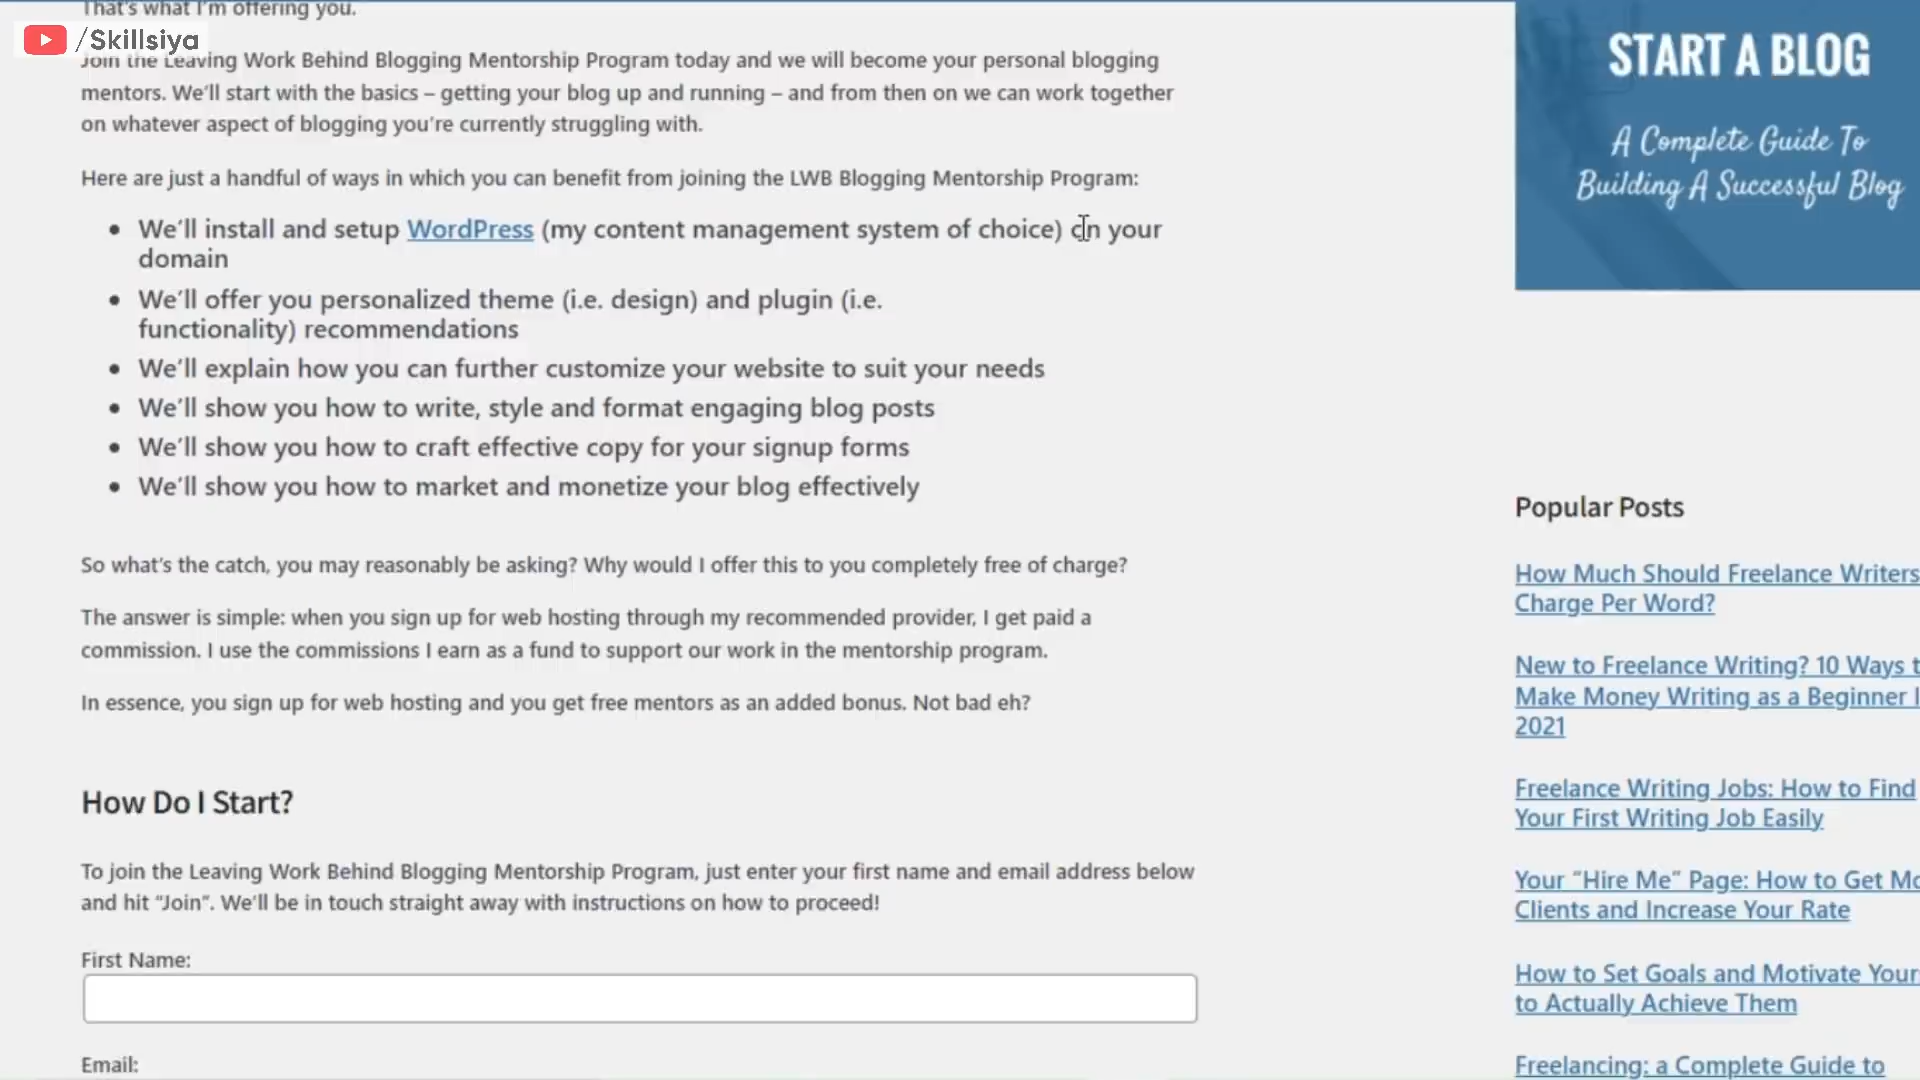 That's what I'm offering you.
/Skillsiya
Join the Leaving Work Behind Blogging Mentorship Program today and we will become your personal blogging
mentors. We'll start with the basics – getting your blog up and running – and from then on we can work together
on whatever aspect of blogging you're currently struggling with.
Here are just a handful of ways in which you can benefit from joining the LWB Blogging Mentorship Program:
• We'll install and setup WordPress (my content management system of choice) on your
domain
• We'll offer you personalized theme (i.e. design) and plugin (i.e.
functionality) recommendations
• We'll explain how you can further customize your website to suit your needs
• We'll show you how to write, style and format engaging blog posts
• We'll show you how to craft effective copy for your signup forms
• We'll show you how to market and monetize your blog effectively
So what's the catch, you may reasonably be asking? Why would I offer this to you completely free of charge?
The answer is simple: when you sign up for web hosting through my recommended provider, I get paid a
commission. I use the commissions I earn as a fund to support our work in the mentorship program.
In essence, you sign up for web hosting and you get free mentors as an added bonus. Not bad eh?
How Do I Start?
To join the Leaving Work Behind Blogging Mentorship Program, just enter your first name and email address below
and hit "Join". We'll be in touch straight away with instructions on how to proceed!
First Name:
Email:
START A BLOG
A Complete Guide To
Building A Successful Blog
Popular Posts
How Much Should Freelance Writers
Charge Per Word?
New to Freelance Writing? 10 Ways
Make Money Writing as a Beginner
2021
Freelance Writing Jobs: How to Find
Your First Writing Job Easily
Your "Hire Me" Page: How to Get
Clients and Increase Your Rate
How to Set Goals and Motivate
to Actually Achieve Them
Freelancing: a Complete Guide to